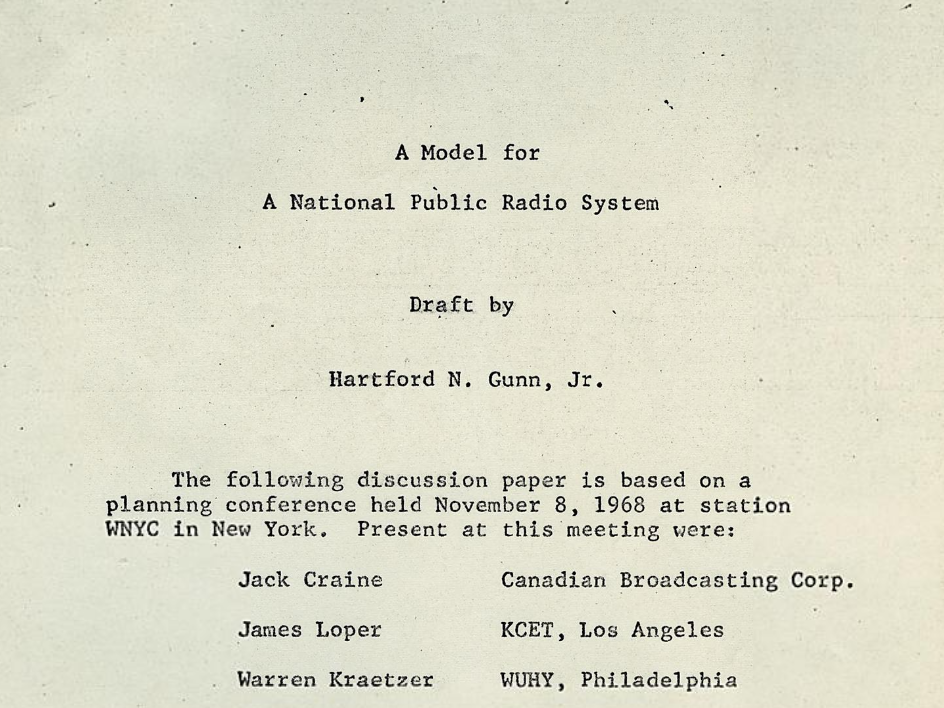 A Model for
A National Public Radio System
Draft by
Hartford N. Gunn, Jr.
The following discussion paper is based on a
planning conference held November 8, 1968 at station
WNYC in New York. Present at this meeting were:
Jack Craine Canadian Broadcasting Corp.
James Loper KCET, Los Angeles
Warren Kraetzer WUHY, Philadelphia